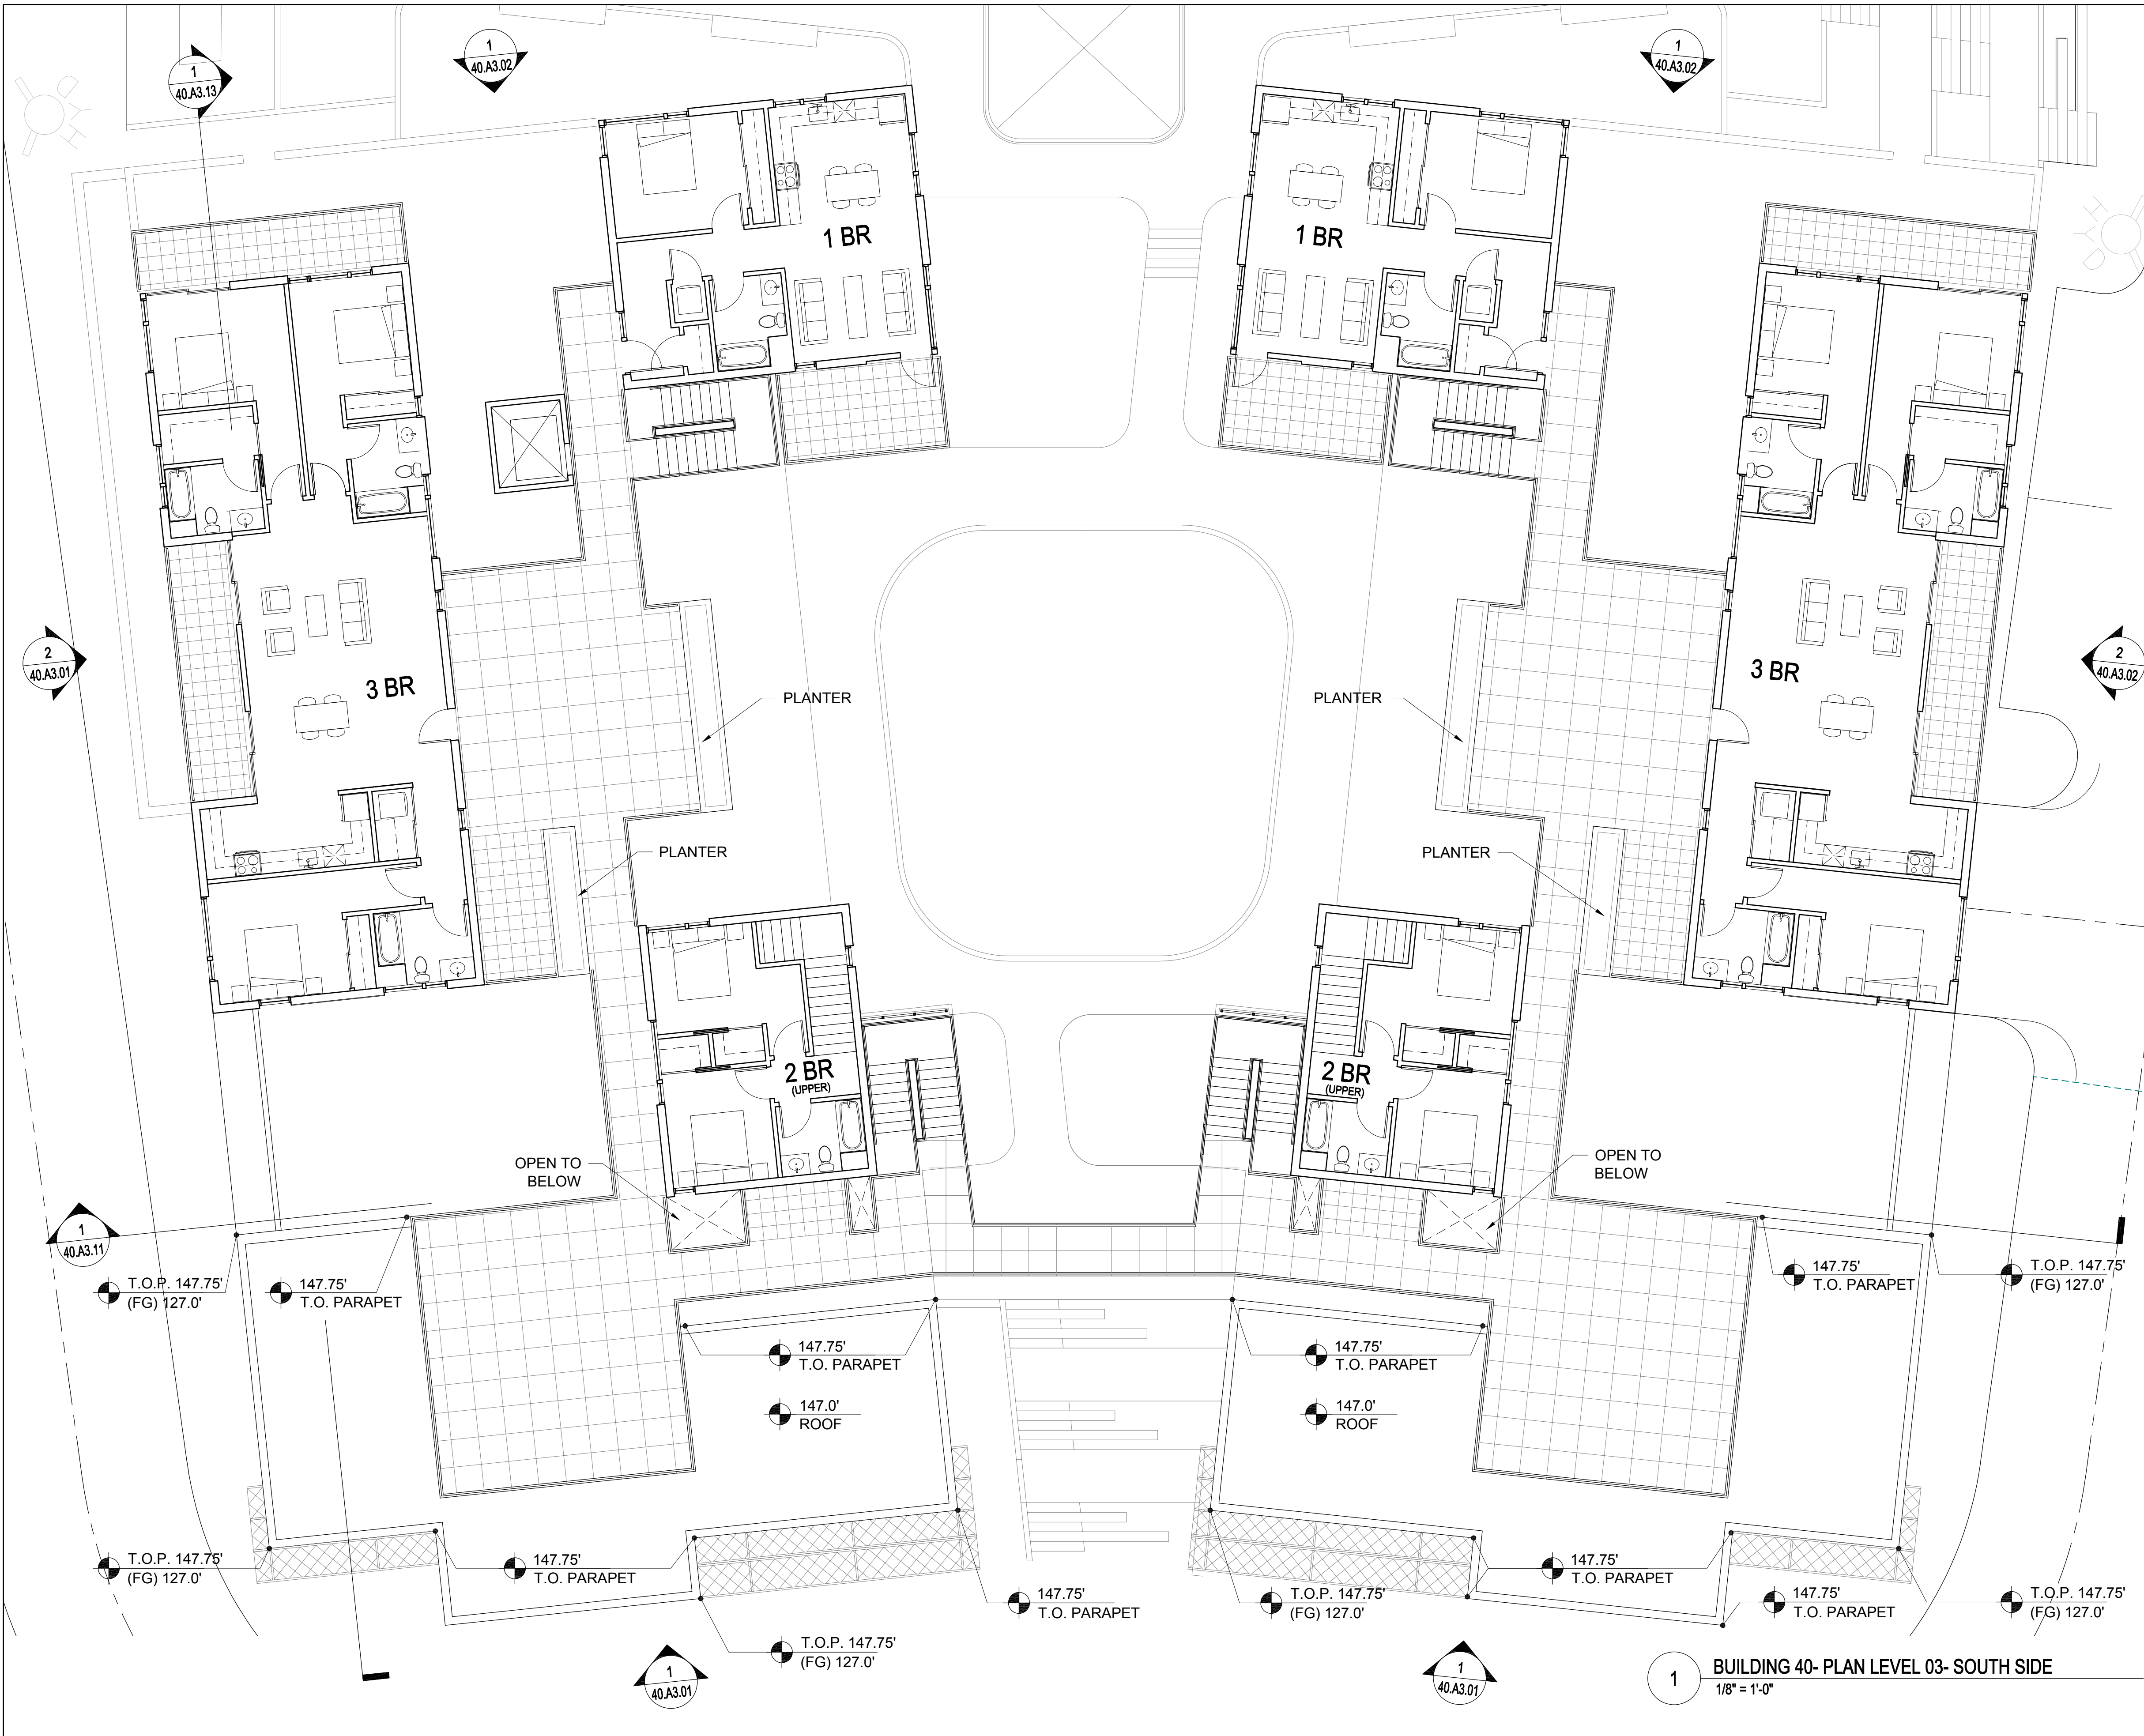 1
40.A3.13
1
40.A3.02
1
40.A3.02
1 BR
1 BR
2
40.A3.01
3 BR
3 BR
2
40.A3.02
PLANTER
PLANTER
PLANTER
PLANTER
2 BR
(UPPER)
2 BR
(UPPER)
OPEN TO
BELOW
OPEN TO
BELOW
1
40.A3.11
T.O.P. 147.75'
(FG) 127.0'
147.75'
T.O. PARAPET
147.75'
T.O. PARAPET
T.O.P. 147.75'
(FG) 127.0'
147.75'
T.O. PARAPET
147.75'
T.O. PARAPET
147.0'
ROOF
147.0'
ROOF
T.O.P. 147.75'
(FG) 127.0'
147.75'
T.O. PARAPET
147.75'
T.O. PARAPET
147.75'
T.O. PARAPET
T.O.P. 147.75'
(FG) 127.0'
147.75'
T.O. PARAPET
T.O.P. 147.75'
(FG) 127.0'
T.O.P. 147.75'
(FG) 127.0'
1
40.A3.01
1
40.A3.01
1
BUILDING 40- PLAN LEVEL 03- SOUTH SIDE
1/8" = 1'-0"